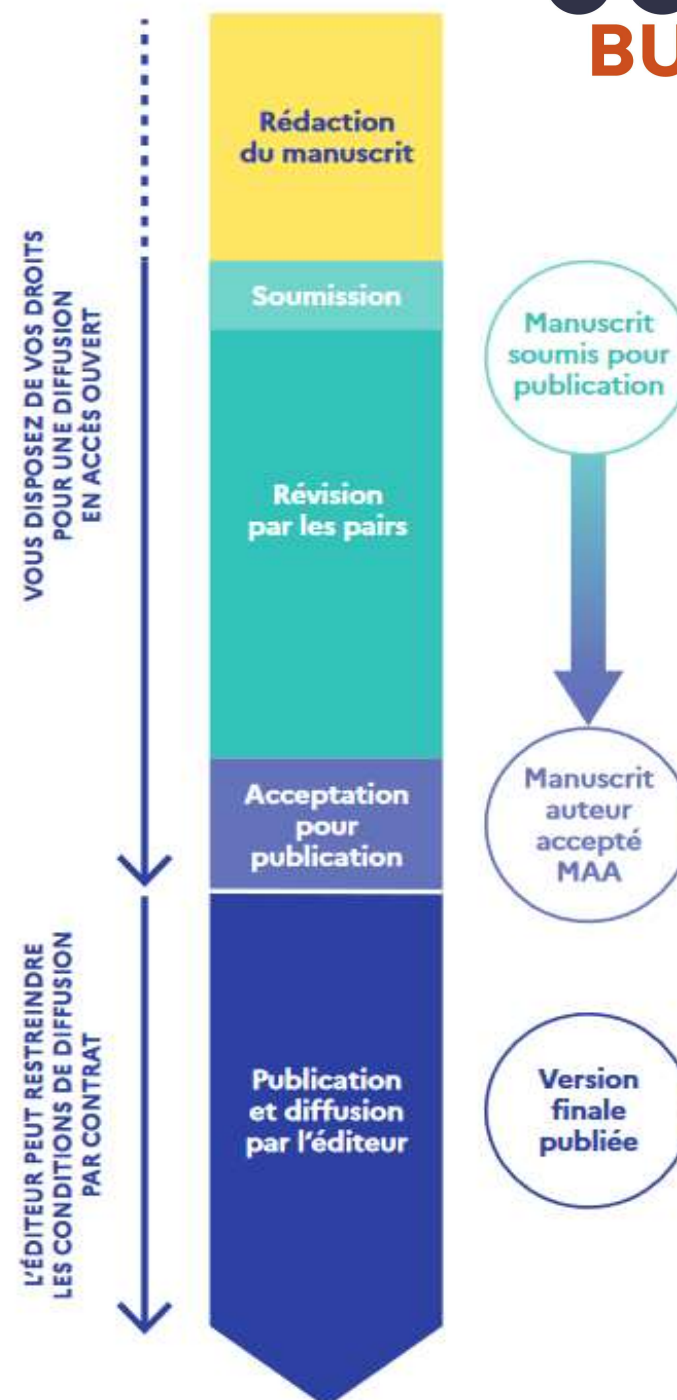 BU
Rédaction
du manuscrit
VOUS DISPOSEZ DE VOS DROITS
POUR UNE DIFFUSION
EN ACCÈS OUVERT
Soumission
Manuscrit
soumis pour
publication
Révision
par les pairs
Acceptation
pour
publication
Manuscrit
auteur
accepté
MAA
L'ÉDITEUR PEUT RESTREINDRE
LES CONDITIONS DE DIFFUSION
PAR CONTRAT
Publication
et diffusion
par l'éditeur
Version
finale
publiée